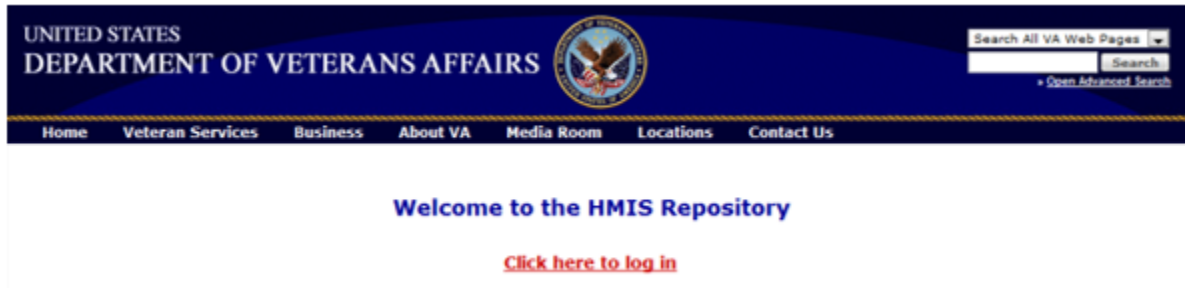 UNITED STATES
DEPARTMENT OF VETERANS AFFAIRS
Search All VA Web Pages
Search
» Open Advanced Search
Home Veteran Services Business About VA Media Room Locations Contact Us
Welcome to the HMIS Repository
Click here to log in